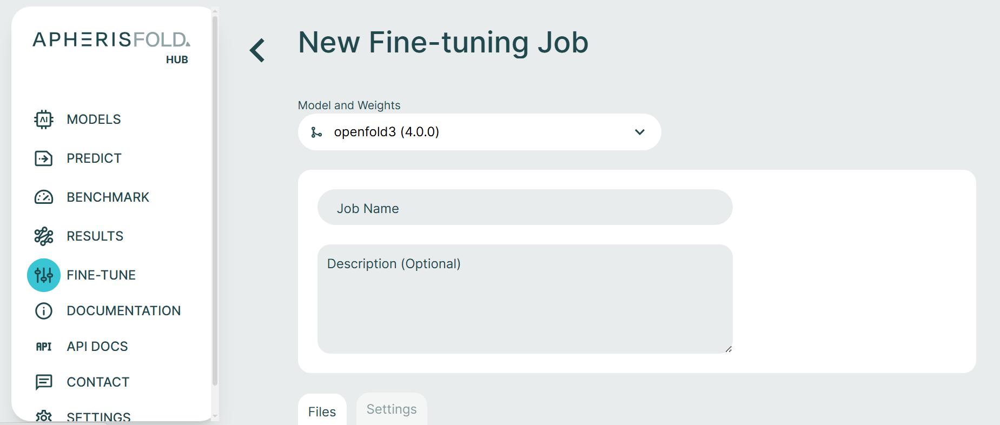 APHERISFOLD
HUB
MODELS
PREDICT
BENCHMARK
RESULTS
FINE-TUNE
DOCUMENTATION
API DOCS
CONTACT
SETTINGS
New Fine-tuning Job
Model and Weights
openfold3 (4.0.0)
Job Name
Description (Optional)
Files
Settings